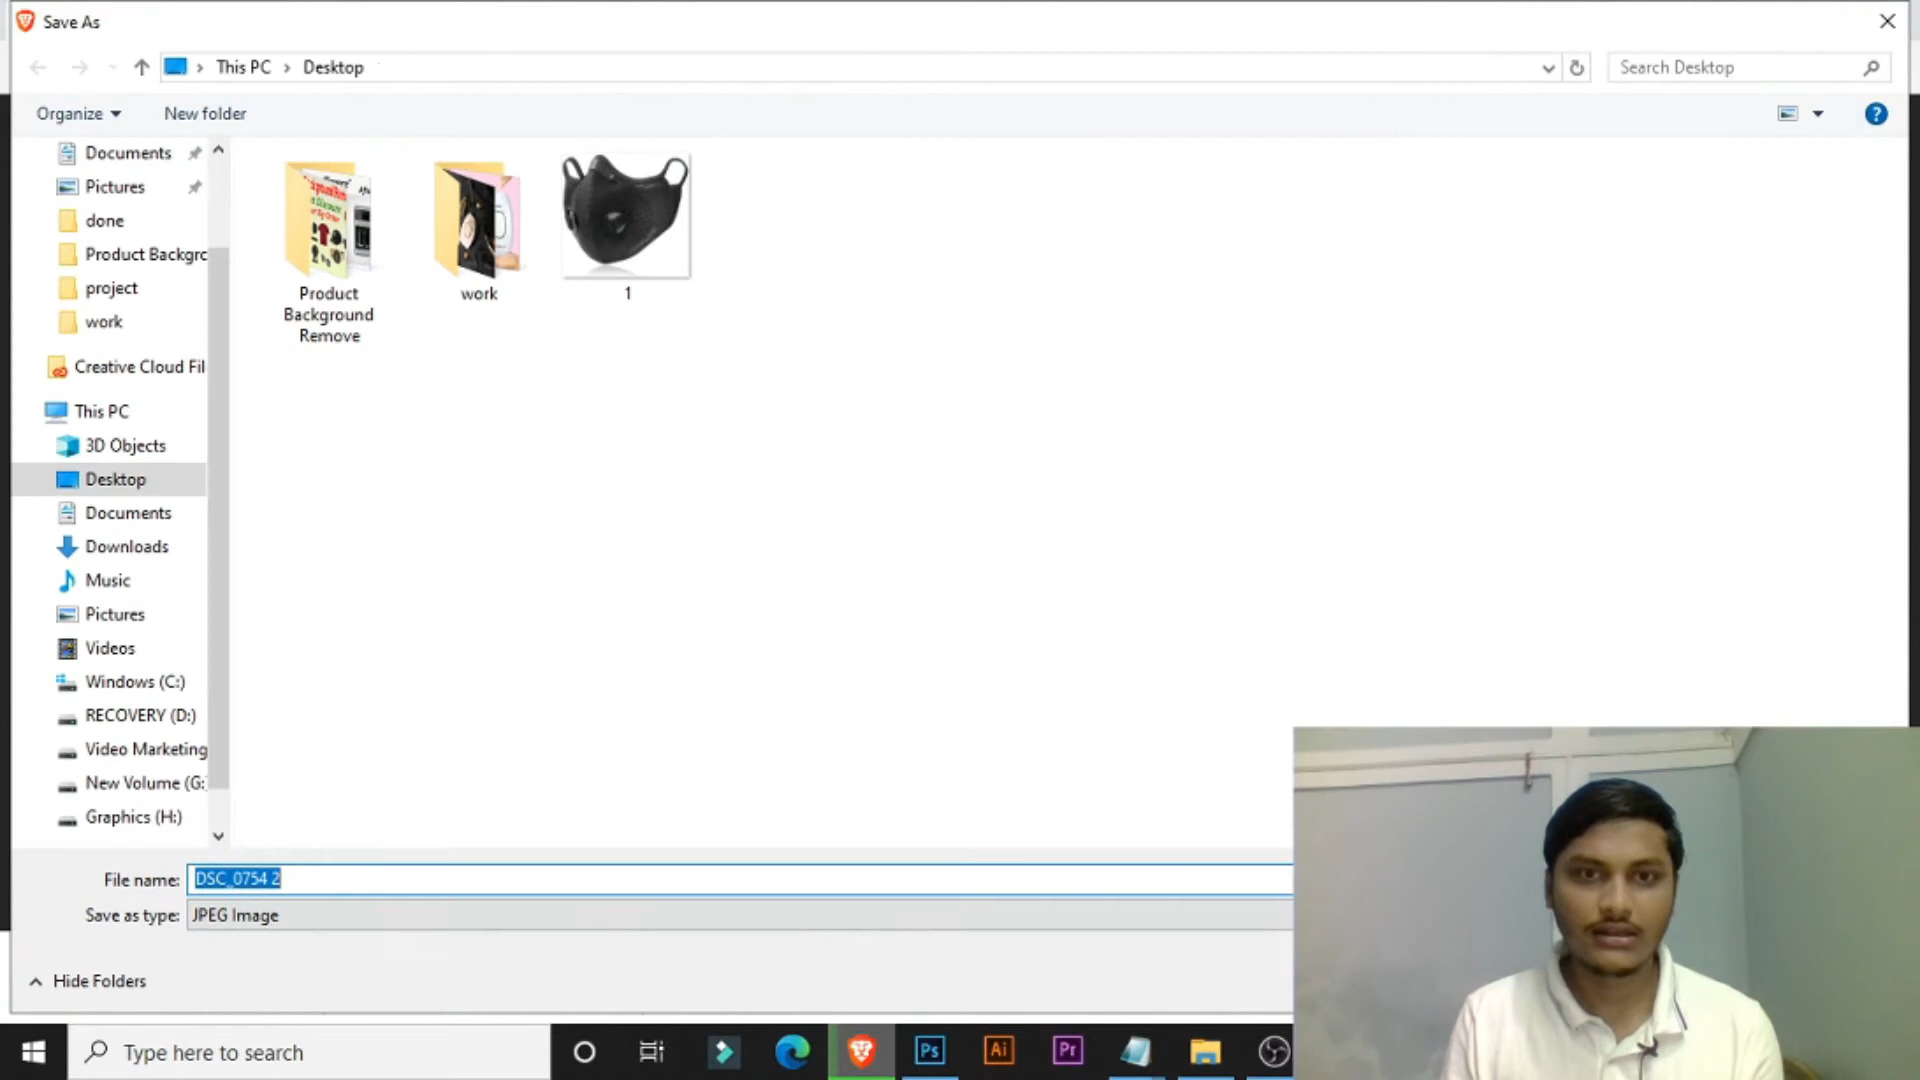 Save As
This PC
Desktop
Search Desktop
Organize
New folder
?
Documents
Pictures
done
Product Backgrc
project
work
Creative Cloud Fil
This PC
3D Objects
Desktop
Documents
Downloads
Music
Pictures
Videos
Windows (C:)
RECOVERY (D:)
Video Marketing
New Volume (G:
Graphics (H:)
Product
Background
Remove
work
1
File name:
DSC_0754 2
Save as type:
JPEG Image
Hide Folders
Type here to search
Ps
Ai
Pr